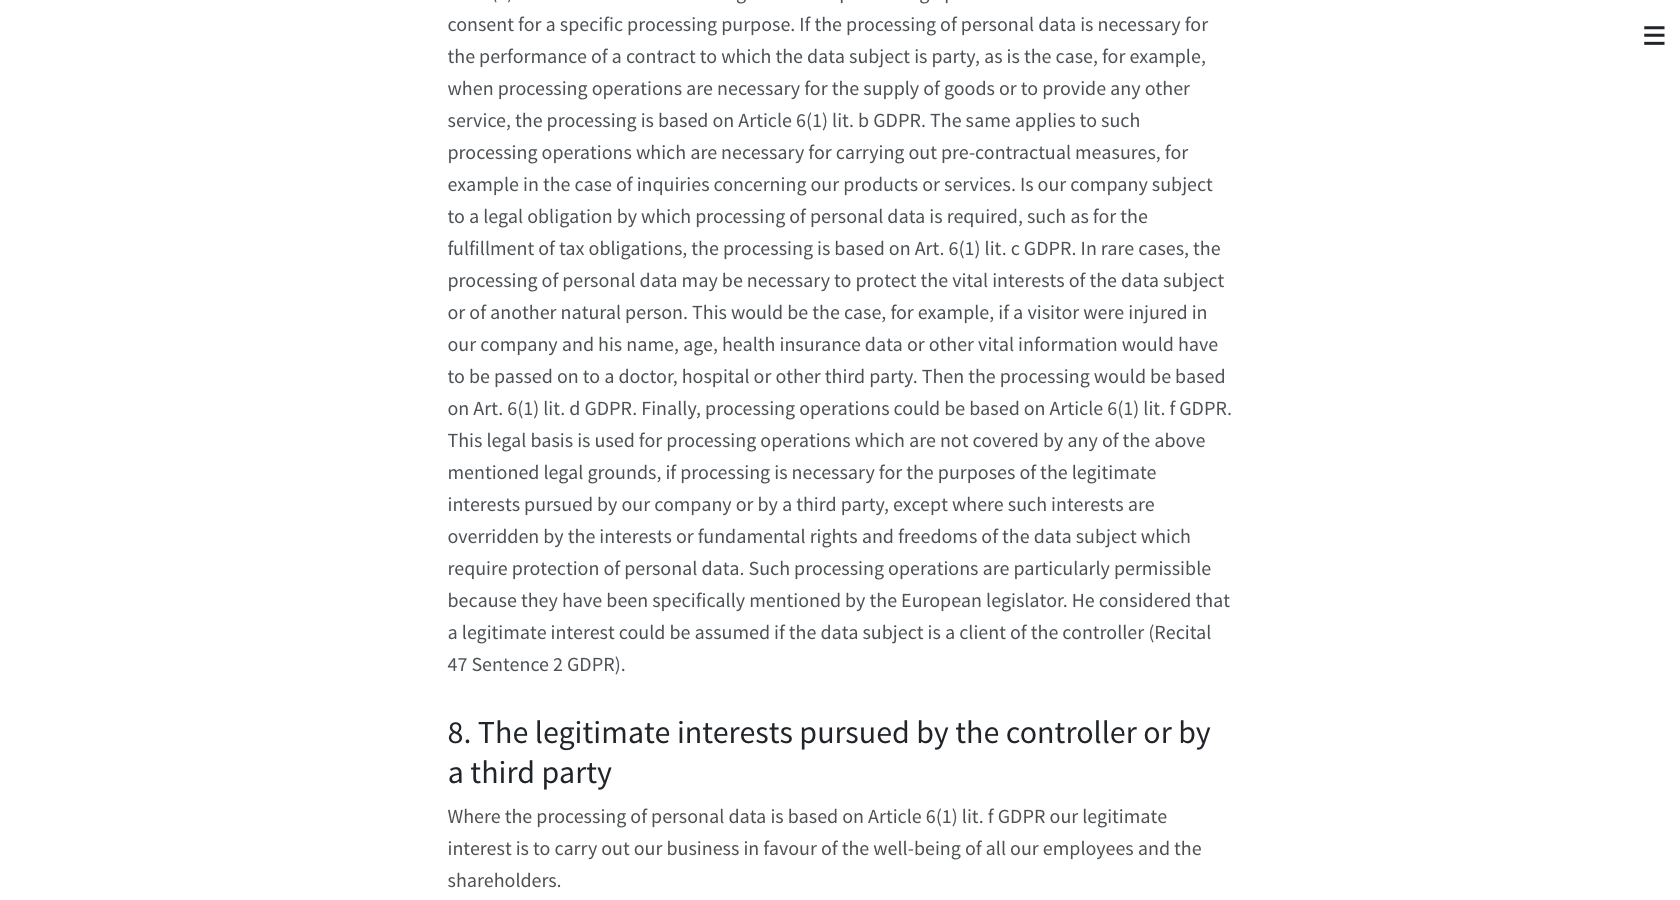 consent for a specific processing purpose. If the processing of personal data is necessary for
the performance of a contract to which the data subject is party, as is the case, for example,
when processing operations are necessary for the supply of goods or to provide any other
service, the processing is based on Article 6(1) lit. b GDPR. The same applies to such
processing operations which are necessary for carrying out pre-contractual measures, for
example in the case of inquiries concerning our products or services. Is our company subject
to a legal obligation by which processing of personal data is required, such as for the
fulfillment of tax obligations, the processing is based on Art. 6(1) lit. c GDPR. In rare cases, the
processing of personal data may be necessary to protect the vital interests of the data subject
or of another natural person. This would be the case, for example, if a visitor were injured in
our company and his name, age, health insurance data or other vital information would have
to be passed on to a doctor, hospital or other third party. Then the processing would be based
on Art. 6(1) lit. d GDPR. Finally, processing operations could be based on Article 6(1) lit. f GDPR.
This legal basis is used for processing operations which are not covered by any of the above
mentioned legal grounds, if processing is necessary for the purposes of the legitimate
interests pursued by our company or by a third party, except where such interests are
overridden by the interests or fundamental rights and freedoms of the data subject which
require protection of personal data. Such processing operations are particularly permissible
because they have been specifically mentioned by the European legislator. He considered that
a legitimate interest could be assumed if the data subject is a client of the controller (Recital
47 Sentence 2 GDPR).
8. The legitimate interests pursued by the controller or by
a third party
Where the processing of personal data is based on Article 6(1) lit. f GDPR our legitimate
interest is to carry out our business in favour of the well-being of all our employees and the
shareholders.